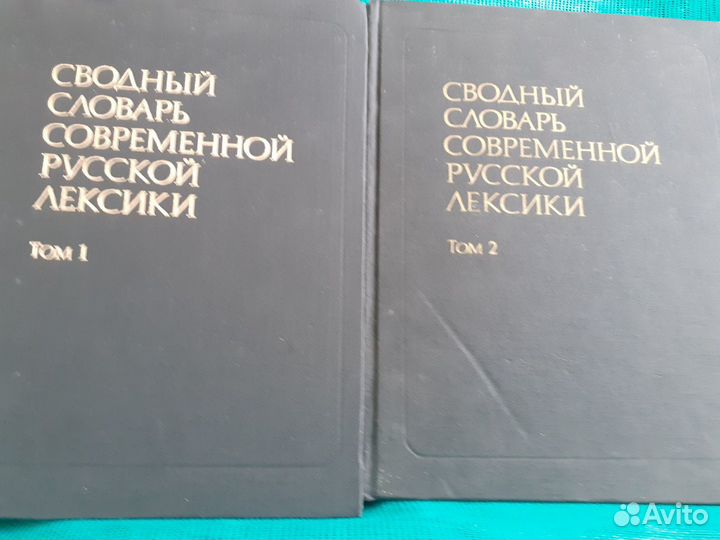 СВОДНЫЙ
СЛОВАРЬ
СОВРЕМЕННОЙ
РУССКОЙ
ЛЕКСИКИ
ТОМ 1
СВОДНЫЙ
СЛОВАРЬ
СОВРЕМЕННОЙ
РУССКОЙ
ЛЕКСИКИ
ТОМ 2
Avito